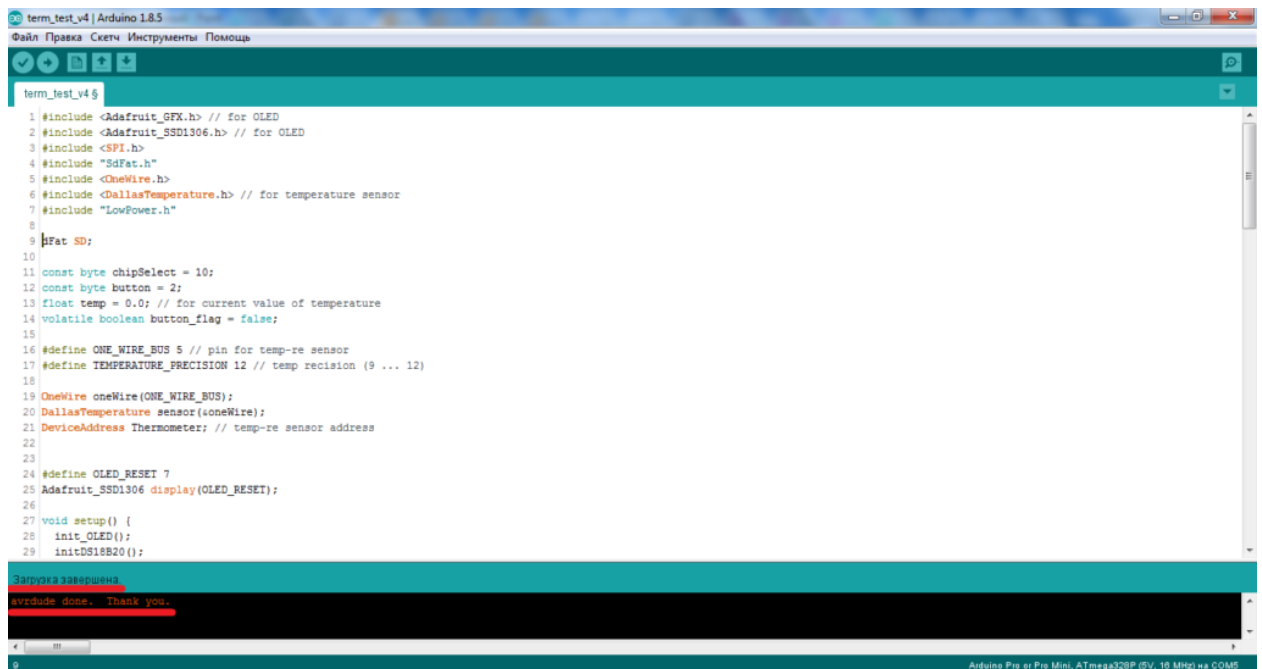 term_test_v4 | Arduino 1.8.5
Файл Правка Скетч Инструменты Помощь
term_test_v4 §
1 #include <Adafruit_GFX.h> // for OLED
2 #include <Adafruit_SSD1306.h> // for OLED
3 #include <SPI.h>
4 #include "SdFat.h"
5 #include <OneWire.h>
6 #include <DallasTemperature.h> // for temperature sensor
7 #include "LowPower.h"
8
9 dFat SD;
10
11 const byte chipSelect = 10;
12 const byte button = 2;
13 float temp = 0.0; // for current value of temperature
14 volatile boolean button_flag = false;
15
16 #define ONE_WIRE_BUS 5 // pin for temp-re sensor
17 #define TEMPERATURE_PRECISION 12 // temp recision (9 ... 12)
18
19 OneWire oneWire(ONE_WIRE_BUS);
20 DallasTemperature sensor(&oneWire);
21 DeviceAddress Thermometer; // temp-re sensor address
22
23
24 #define OLED_RESET 7
25 Adafruit_SSD1306 display(OLED_RESET);
26
27 void setup() {
28 init_OLED();
29 initDS18B20();
Загрузка завершена.
avrdude done. Thank you.
9
Arduino Pro or Pro Mini, ATmega328P (5V, 16 MHz) на COM5